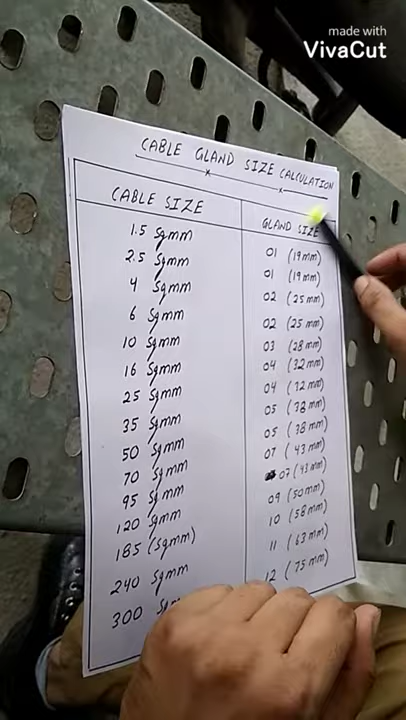 made with
VivaCut
CABLE GLAND SIZE CALCULATION
CABLE SIZE GLAND SIZE
1.5 Sqmm 01 (19mm)
2.5 Sqmm 01 (19mm)
4 Sqmm 02 (25mm)
6 Sqmm 02 (25mm)
10 Sqmm 03 (28mm)
16 Sqmm 04 (32mm)
25 Sqmm 04 (32mm)
35 Sqmm 05 (38mm)
50 Sqmm 05 (38mm)
70 Sqmm 07 (43mm)
95 Sqmm 07 (43mm)
120 Sqmm 09 (50mm)
185 (Sqmm) 10 (58mm)
240 Sqmm 11 (63mm)
300 12 (75mm)